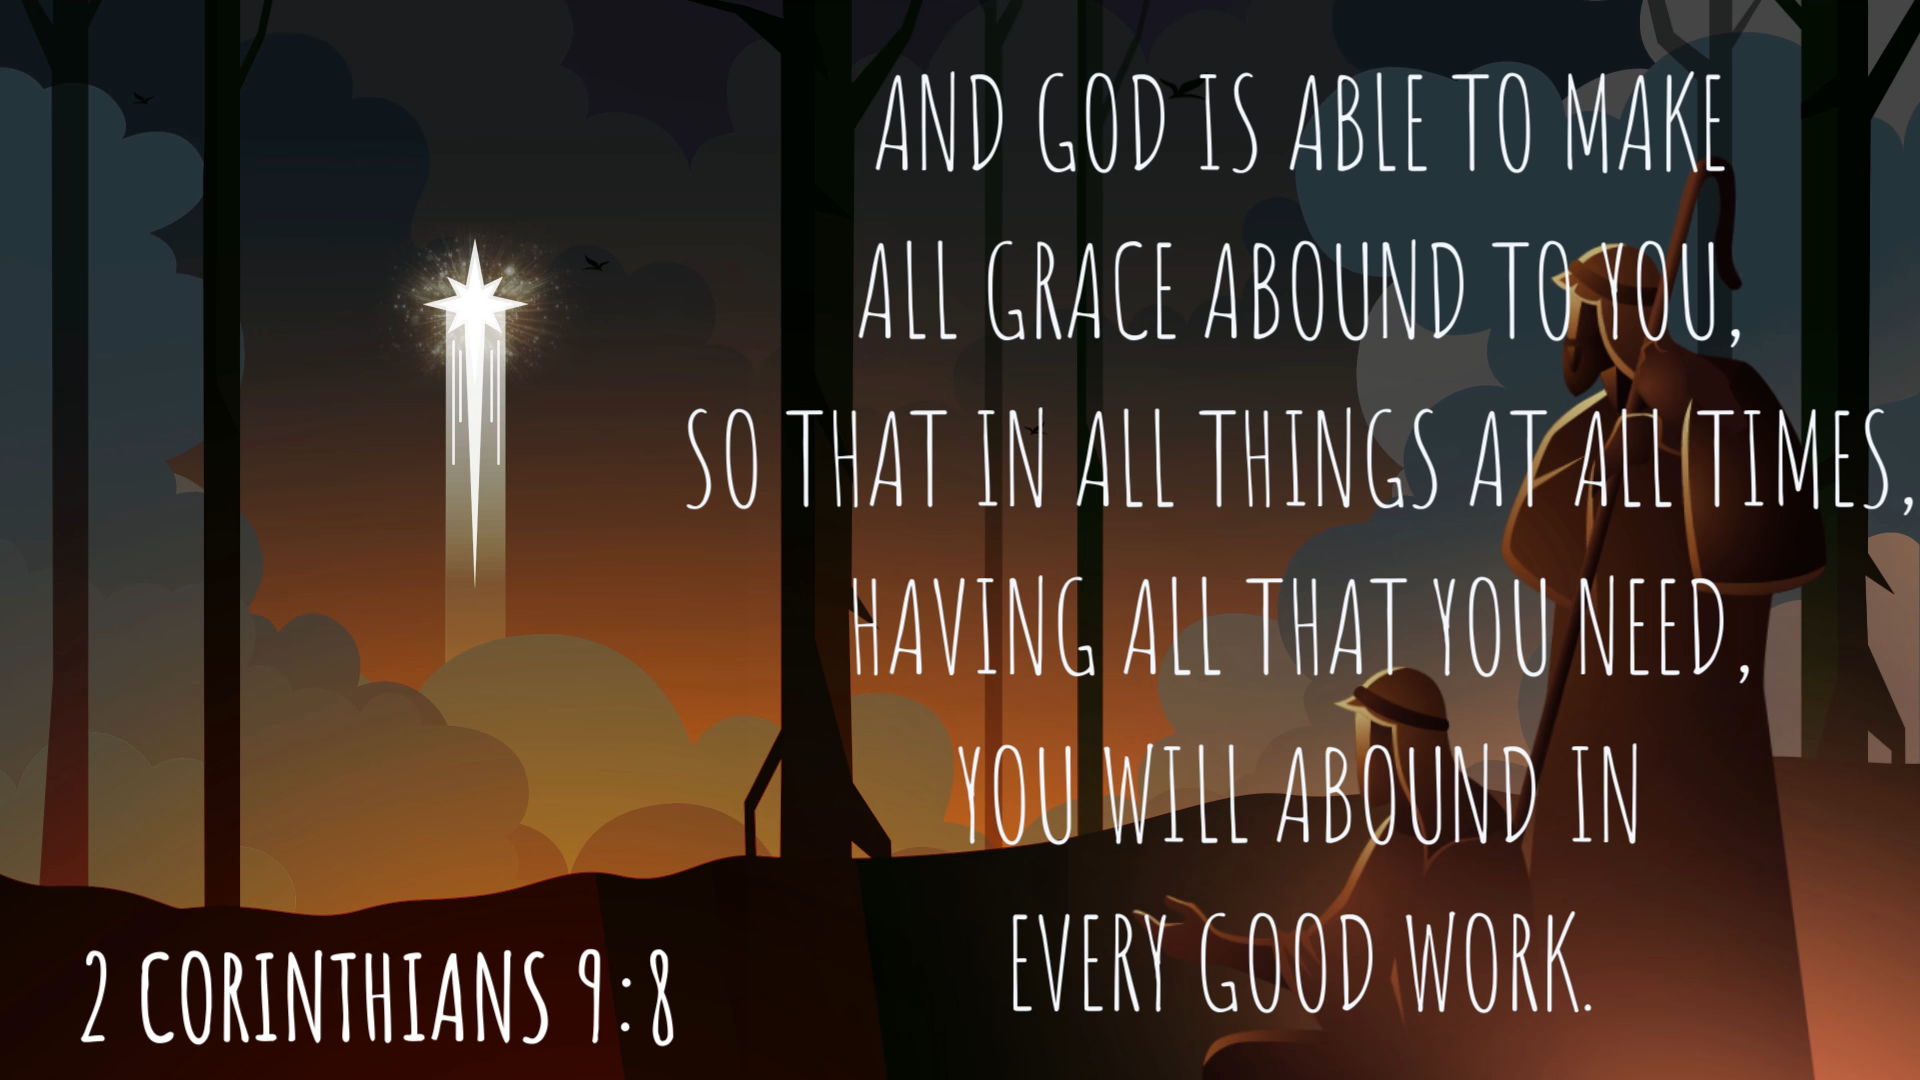 AND GOD IS ABLE TO MAKE
ALL GRACE ABOUND TO YOU,
SO THAT IN ALL THINGS AT ALL TIMES,
HAVING ALL THAT YOU NEED,
YOU WILL ABOUND IN
EVERY GOOD WORK.
2 CORINTHIANS 9:8